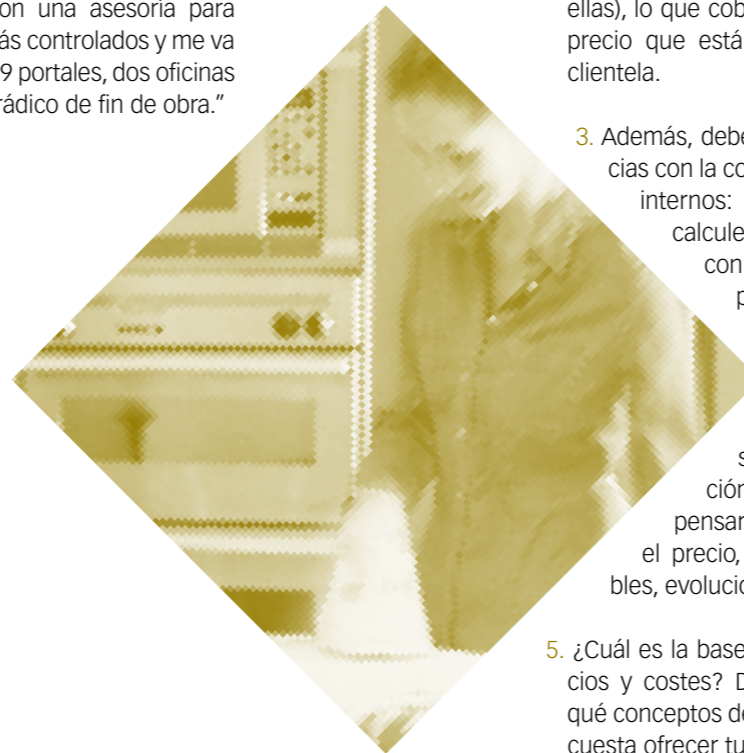 on una asesoría para
ás controlados y me va
9 portales, dos oficinas
rádico de fin de obra.”
ellas), lo que cob
precio que está
clientela.
3. Además, debe
cias con la co
internos:
calcule
con
p
s
ción
pensar
el precio,
bles, evolucio
5. ¿Cuál es la base
cios y costes? D
qué conceptos de
cuesta ofrecer tu